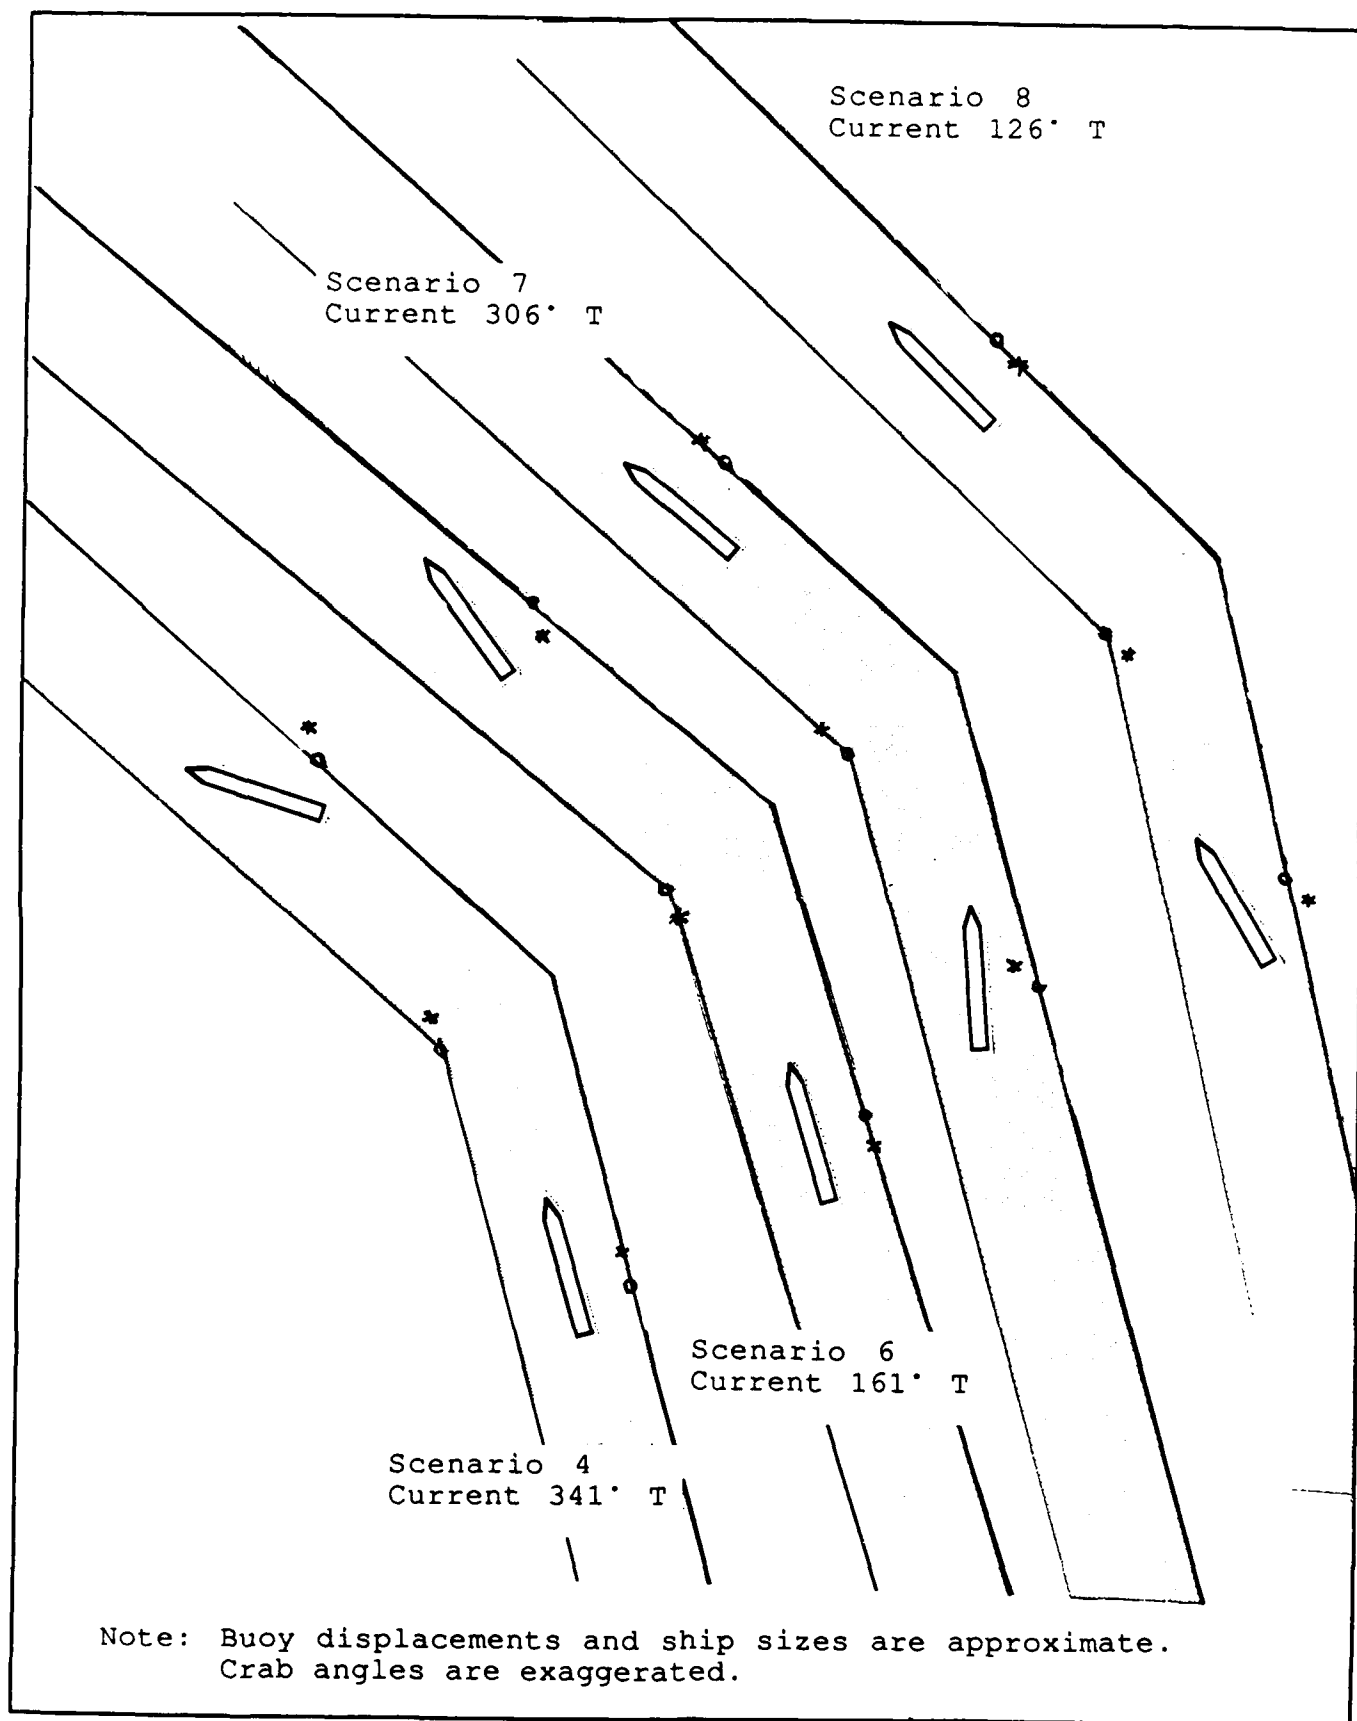 Scenario 8
Current 126° T
Scenario 7
Current 306° T
Scenario 6
Current 161° T
Scenario 4
Current 341° T
Note: Buoy displacements and ship sizes are approximate.
Crab angles are exaggerated.